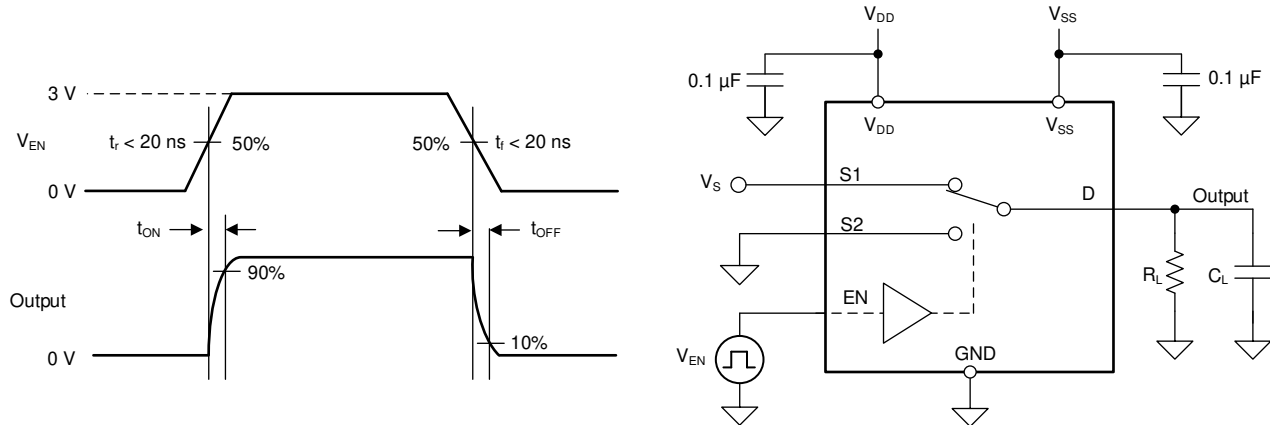 3 V
V_EN
t_r < 20 ns
50%
50%
t_f < 20 ns
0 V
t_ON
t_OFF
90%
Output
10%
0 V
V_DD
V_SS
0.1 µF
0.1 µF
V_DD
V_SS
V_S
S1
D
Output
S2
R_L
C_L
EN
V_EN
GND